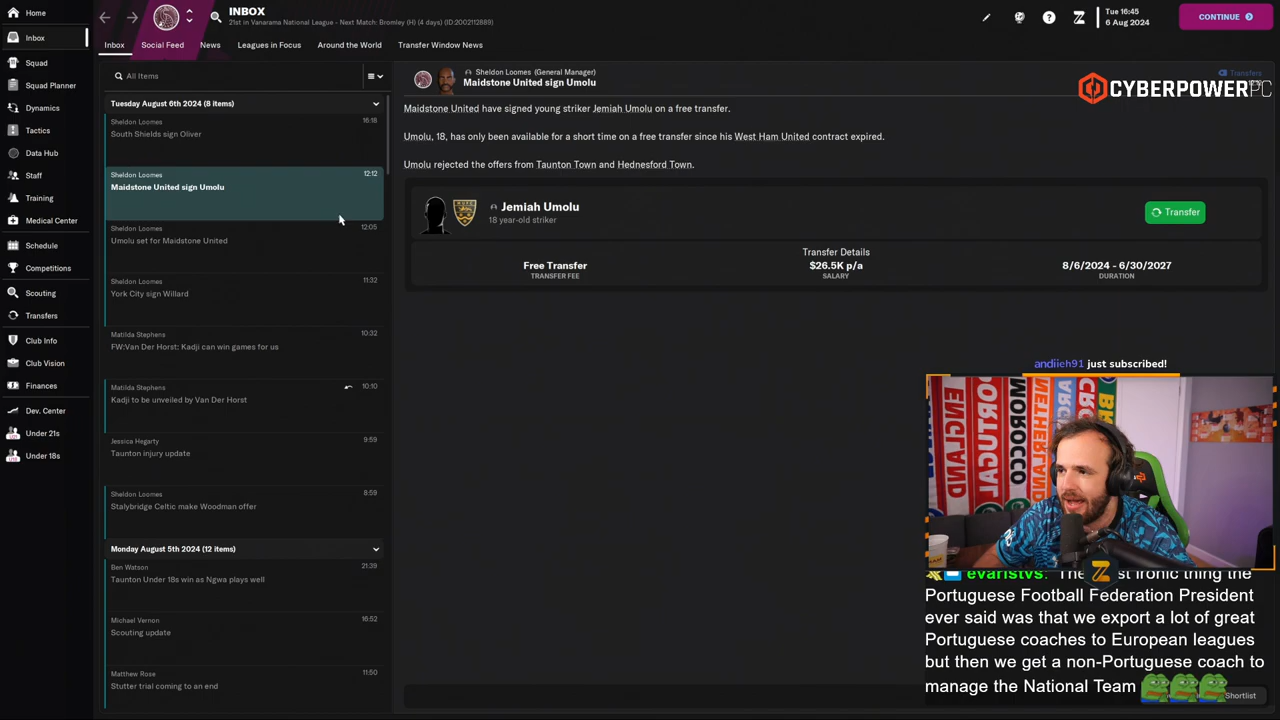 Home
Inbox
Squad
Squad Planner
Dynamics
Tactics
Data Hub
Staff
Training
Medical Center
Schedule
Competitions
Scouting
Transfers
Club Info
Club Vision
Finances
Dev. Center
Under 21s
Under 18s
INBOX
21st in Vanarama National League - Next Match: Bromley (H) (4 days) (ID:2002112889)
Tue 16:45
6 Aug 2024
CONTINUE
Inbox
Social Feed
News
Leagues in Focus
Around the World
Transfer Window News
All Items
Tuesday August 6th 2024 (8 items)
Sheldon Loomes 16:18
South Shields sign Oliver
Sheldon Loomes 12:12
Maidstone United sign Umolu
Sheldon Loomes 12:05
Umolu set for Maidstone United
Sheldon Loomes 11:32
York City sign Willard
Matilda Stephens 10:32
FW:Van Der Horst: Kadji can win games for us
Matilda Stephens 10:10
Kadji to be unveiled by Van Der Horst
Jessica Hegarty 9:59
Taunton injury update
Sheldon Loomes 8:59
Stalybridge Celtic make Woodman offer
Monday August 5th 2024 (12 items)
Ben Watson 21:39
Taunton Under 18s win as Ngwa plays well
Michael Vernon 16:52
Scouting update
Matthew Rose 11:50
Stutter trial coming to an end
Sheldon Loomes (General Manager)
Maidstone United sign Umolu
Transfers
CYBERPOWERPC
Maidstone United have signed young striker Jemiah Umolu on a free transfer.
Umolu, 18, has only been available for a short time on a free transfer since his West Ham United contract expired.
Umolu rejected the offers from Taunton Town and Hednesford Town.
Jemiah Umolu
18 year-old striker
Transfer
Transfer Details
Free Transfer
TRANSFER FEE
$26.5K p/a
SALARY
8/6/2024 - 6/30/2027
DURATION
andiieh91 just subscribed!
ENGLAND
PORTUGAL
MOROCCO
NETHERLANDS
evaristvs: The st ironic thing the
Portuguese Football Federation President
ever said was that we export a lot of great
Portuguese coaches to European leagues
but then we get a non-Portuguese coach to
manage the National Team
Shortlist